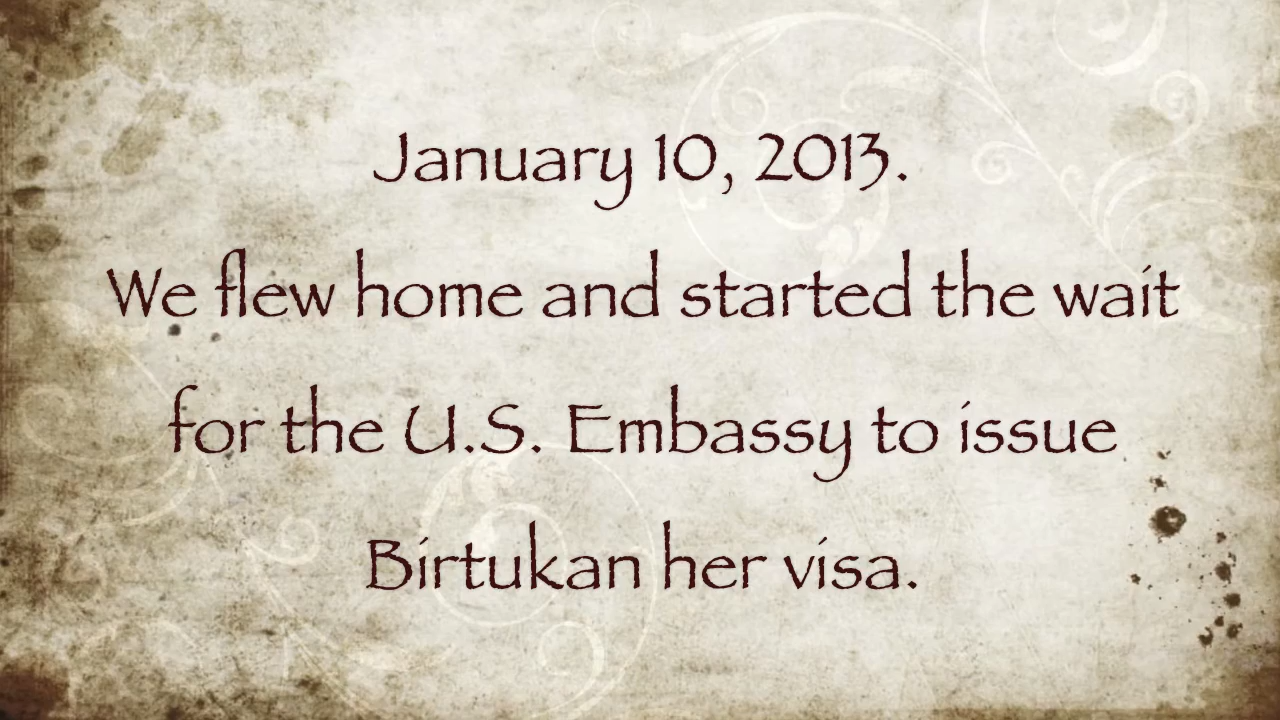 January 10, 2013.
We flew home and started the wait
for the U.S. Embassy to issue
Birtukan her visa.